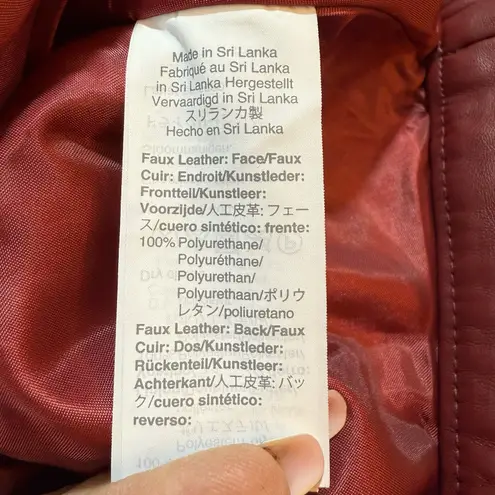 Made in Sri Lanka
Fabriqué au Sri Lanka
in Sri Lanka Hergestellt
Vervaardigd in Sri Lanka
スリランカ製
Hecho en Sri Lanka
Faux Leather: Face/Faux
Cuir: Endroit/Kunstleder:
Frontteil/Kunstleer:
Voorzijde/人工皮革: フェー
ス/cuero sintético: frente:
100% Polyurethane/
Polyuréthane/
Polyurethan/
Polyurethaan/ポリウ
レタン/poliuretano
Faux Leather: Back/Faux
Cuir: Dos/Kunstleder:
Rückenteil/Kunstleer:
Achterkant/人工皮革: バッ
ク/cuero sintético:
reverso: